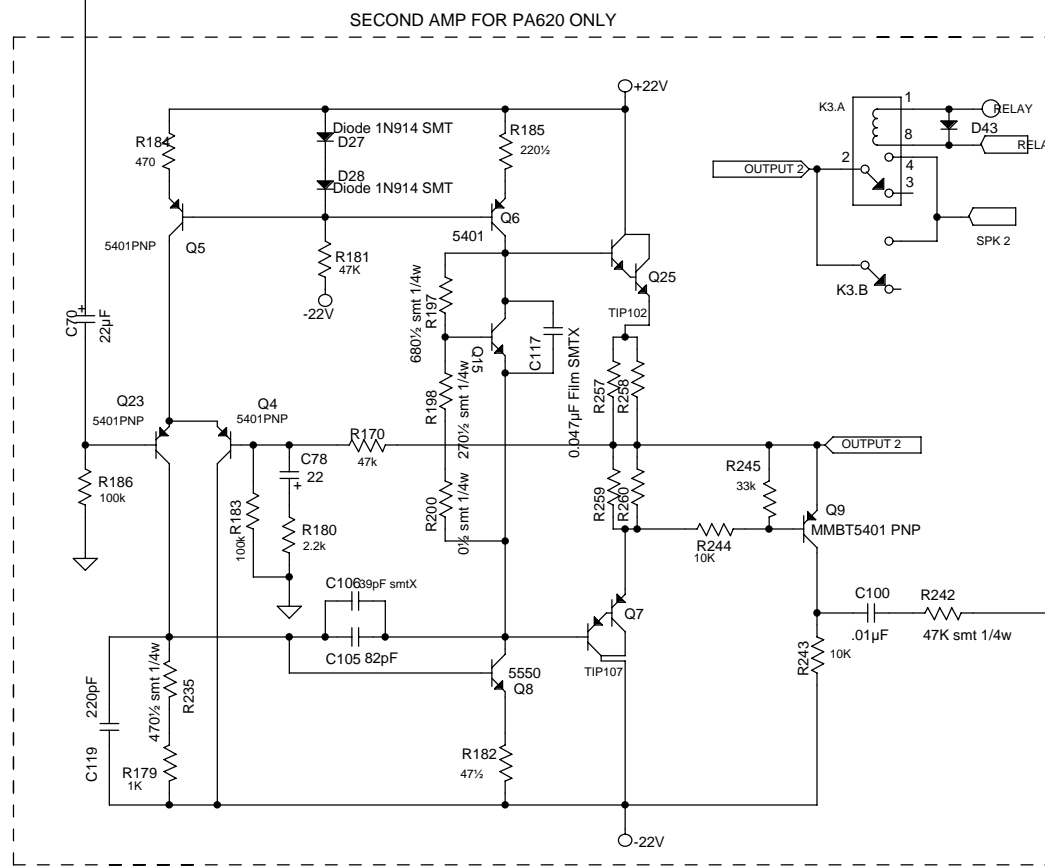 SECOND AMP FOR PA620 ONLY
+22V
K3.A
1
RELAY
D43
8
RELA
OUTPUT 2
2
4
3
SPK 2
K3.B
R184
470
Diode 1N914 SMT
D27
D28
Diode 1N914 SMT
R185
220½
Q5
5401PNP
Q6
5401
R181
47K
-22V
Q25
TIP102
C70
+
22µF
R197
680½ smt 1/4w
Q15
C117
0.047µF Film SMTX
R257
R258
Q23
5401PNP
Q4
5401PNP
R198
270½ smt 1/4w
R170
47k
C78
22
+
OUTPUT 2
R186
100k
R183
100k
R180
2.2k
R200
0½ smt 1/4w
R259
R260
R245
33k
Q9
MMBT5401 PNP
R244
10K
C106
39pF smtX
C105
82pF
Q7
TIP107
C100
.01µF
R242
47K smt 1/4w
R243
10K
5550
Q8
220pF
C119
470½ smt 1/4w
R235
R179
1K
R182
47½
-22V